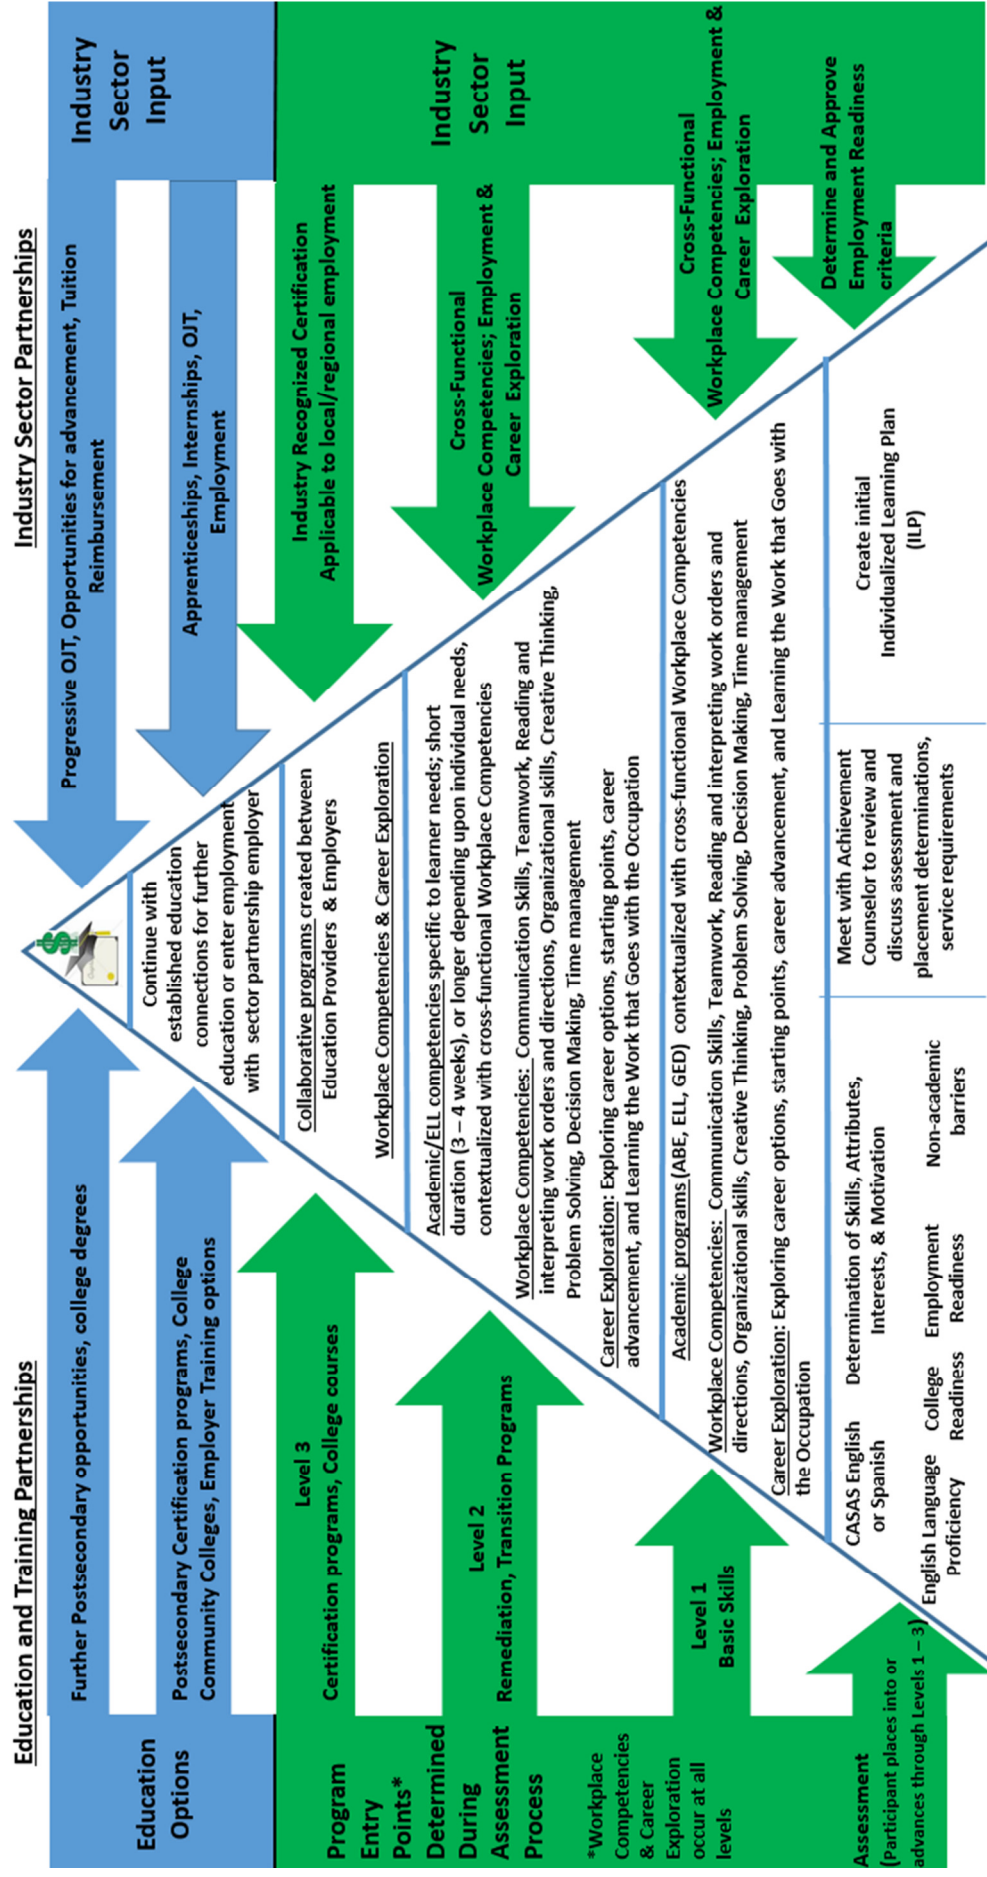 Education and Training Partnerships
Industry Sector Partnerships
Education
Options
Further Postsecondary opportunities, college degrees
Postsecondary Certification programs, College
Community Colleges, Employer Training options
$
Progressive OJT, Opportunities for advancement, Tuition
Reimbursement
Apprenticeships, Internships, OJT,
Employment
Industry
Sector
Input
Continue with
established education
connections for further
education or enter employment
with sector partnership employer
Program
Entry
Points*
Determined
During
Assessment
Process
Level 3
Certification programs, College courses
Collaborative programs created between
Education Providers & Employers
Workplace Competencies & Career Exploration
Industry Recognized Certification
Applicable to local/regional employment
Industry
Sector
Input
Level 2
Remediation, Transition Programs
Academic/ELL competencies specific to learner needs; short
duration (3 – 4 weeks), or longer depending upon individual needs,
contextualized with cross-functional Workplace Competencies
Workplace Competencies: Communication Skills, Teamwork, Reading and
interpreting work orders and directions, Organizational skills, Creative Thinking,
Problem Solving, Decision Making, Time management
Career Exploration: Exploring career options, starting points, career
advancement, and Learning the Work that Goes with the Occupation
Cross-Functional
Workplace Competencies; Employment &
Career Exploration
*Workplace
Competencies
& Career
Exploration
occur at all
levels
Level 1
Basic Skills
Academic programs (ABE, ELL, GED) contextualized with cross-functional Workplace Competencies
Workplace Competencies: Communication Skills, Teamwork, Reading and interpreting work orders and
directions, Organizational skills, Creative Thinking, Problem Solving, Decision Making, Time management
Career Exploration: Exploring career options, starting points, career advancement, and Learning the Work that Goes with
the Occupation
Cross-Functional
Workplace Competencies; Employment &
Career Exploration
Assessment
(Participant places into or
advances through Levels 1 – 3)
CASAS English
or Spanish
Determination of Skills, Attributes,
Interests, & Motivation
English Language
Proficiency
College
Readiness
Employment
Readiness
Non-academic
barriers
Meet with Achievement
Counselor to review and
discuss assessment and
placement determinations,
service requirements
Create initial
Individualized Learning Plan
(ILP)
Determine and Approve
Employment Readiness
criteria